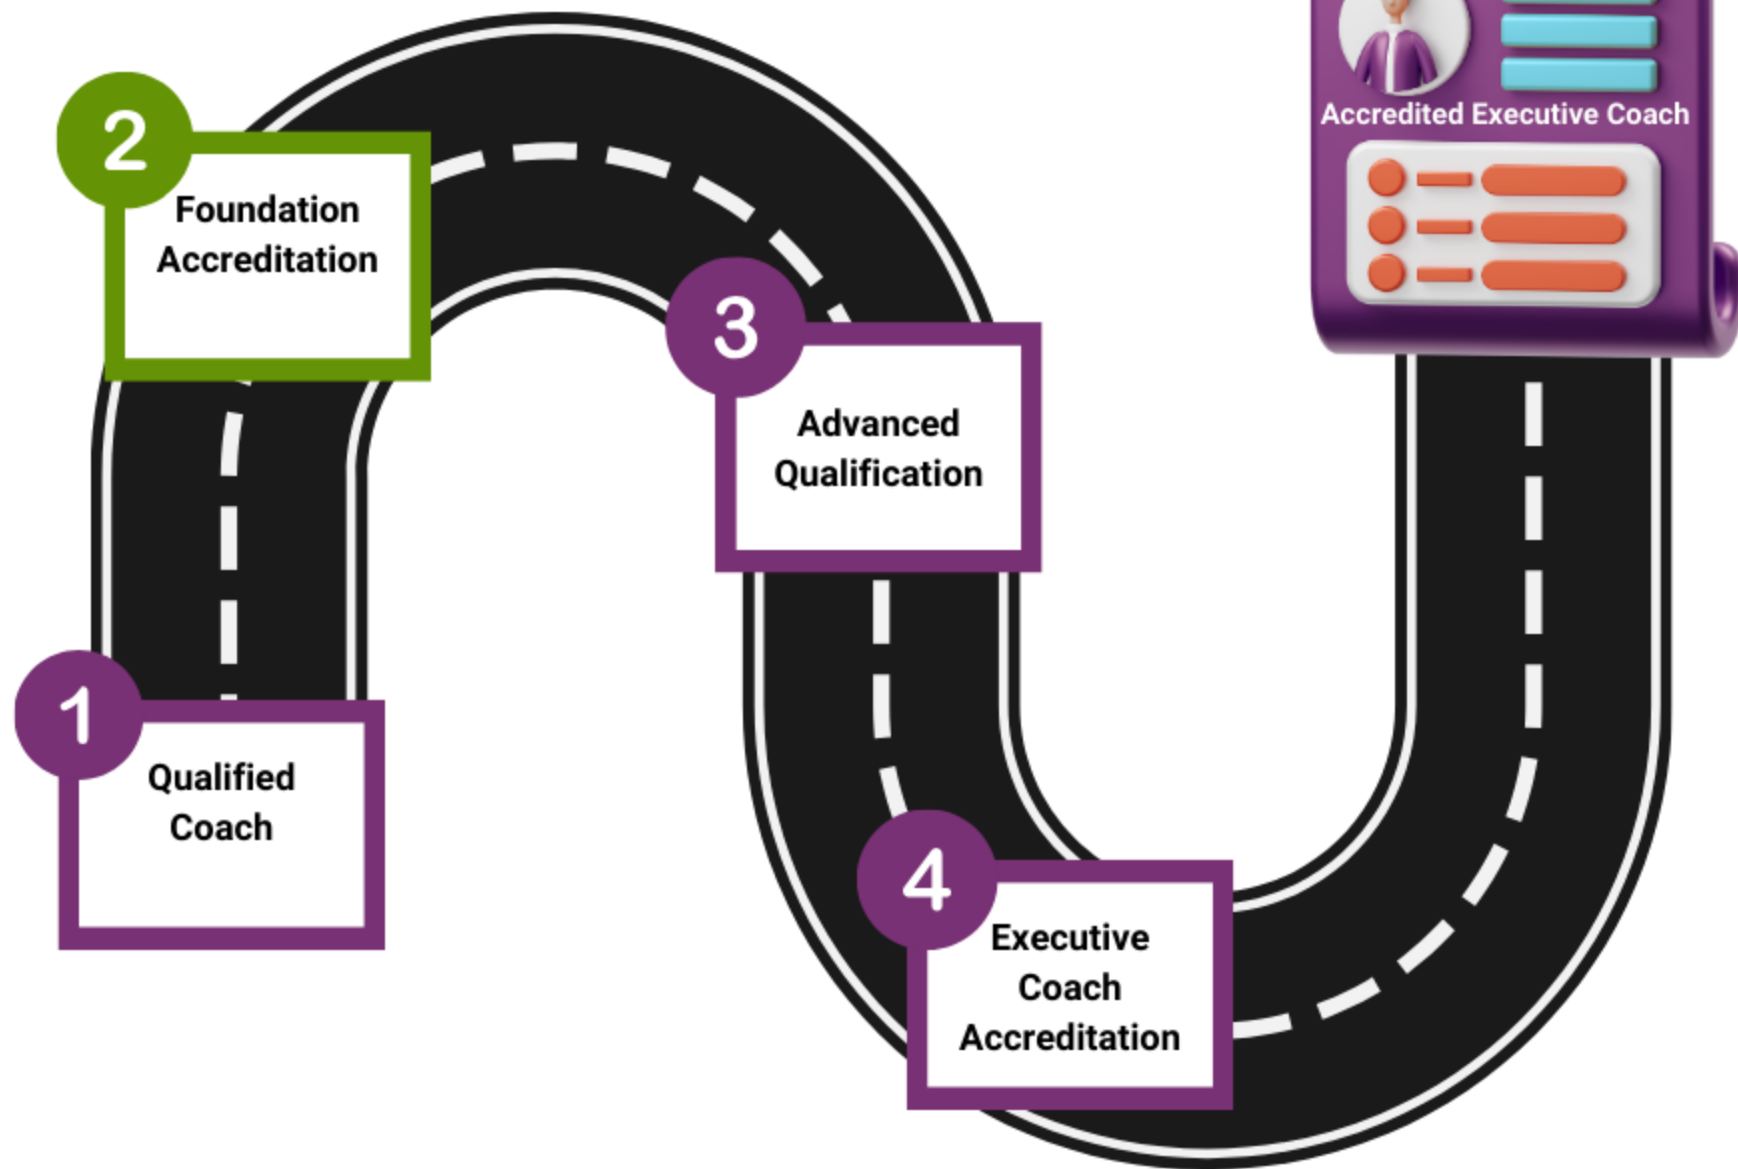 1
Qualified
Coach
2
Foundation
Accreditation
3
Advanced
Qualification
4
Executive
Coach
Accreditation
Accredited Executive Coach